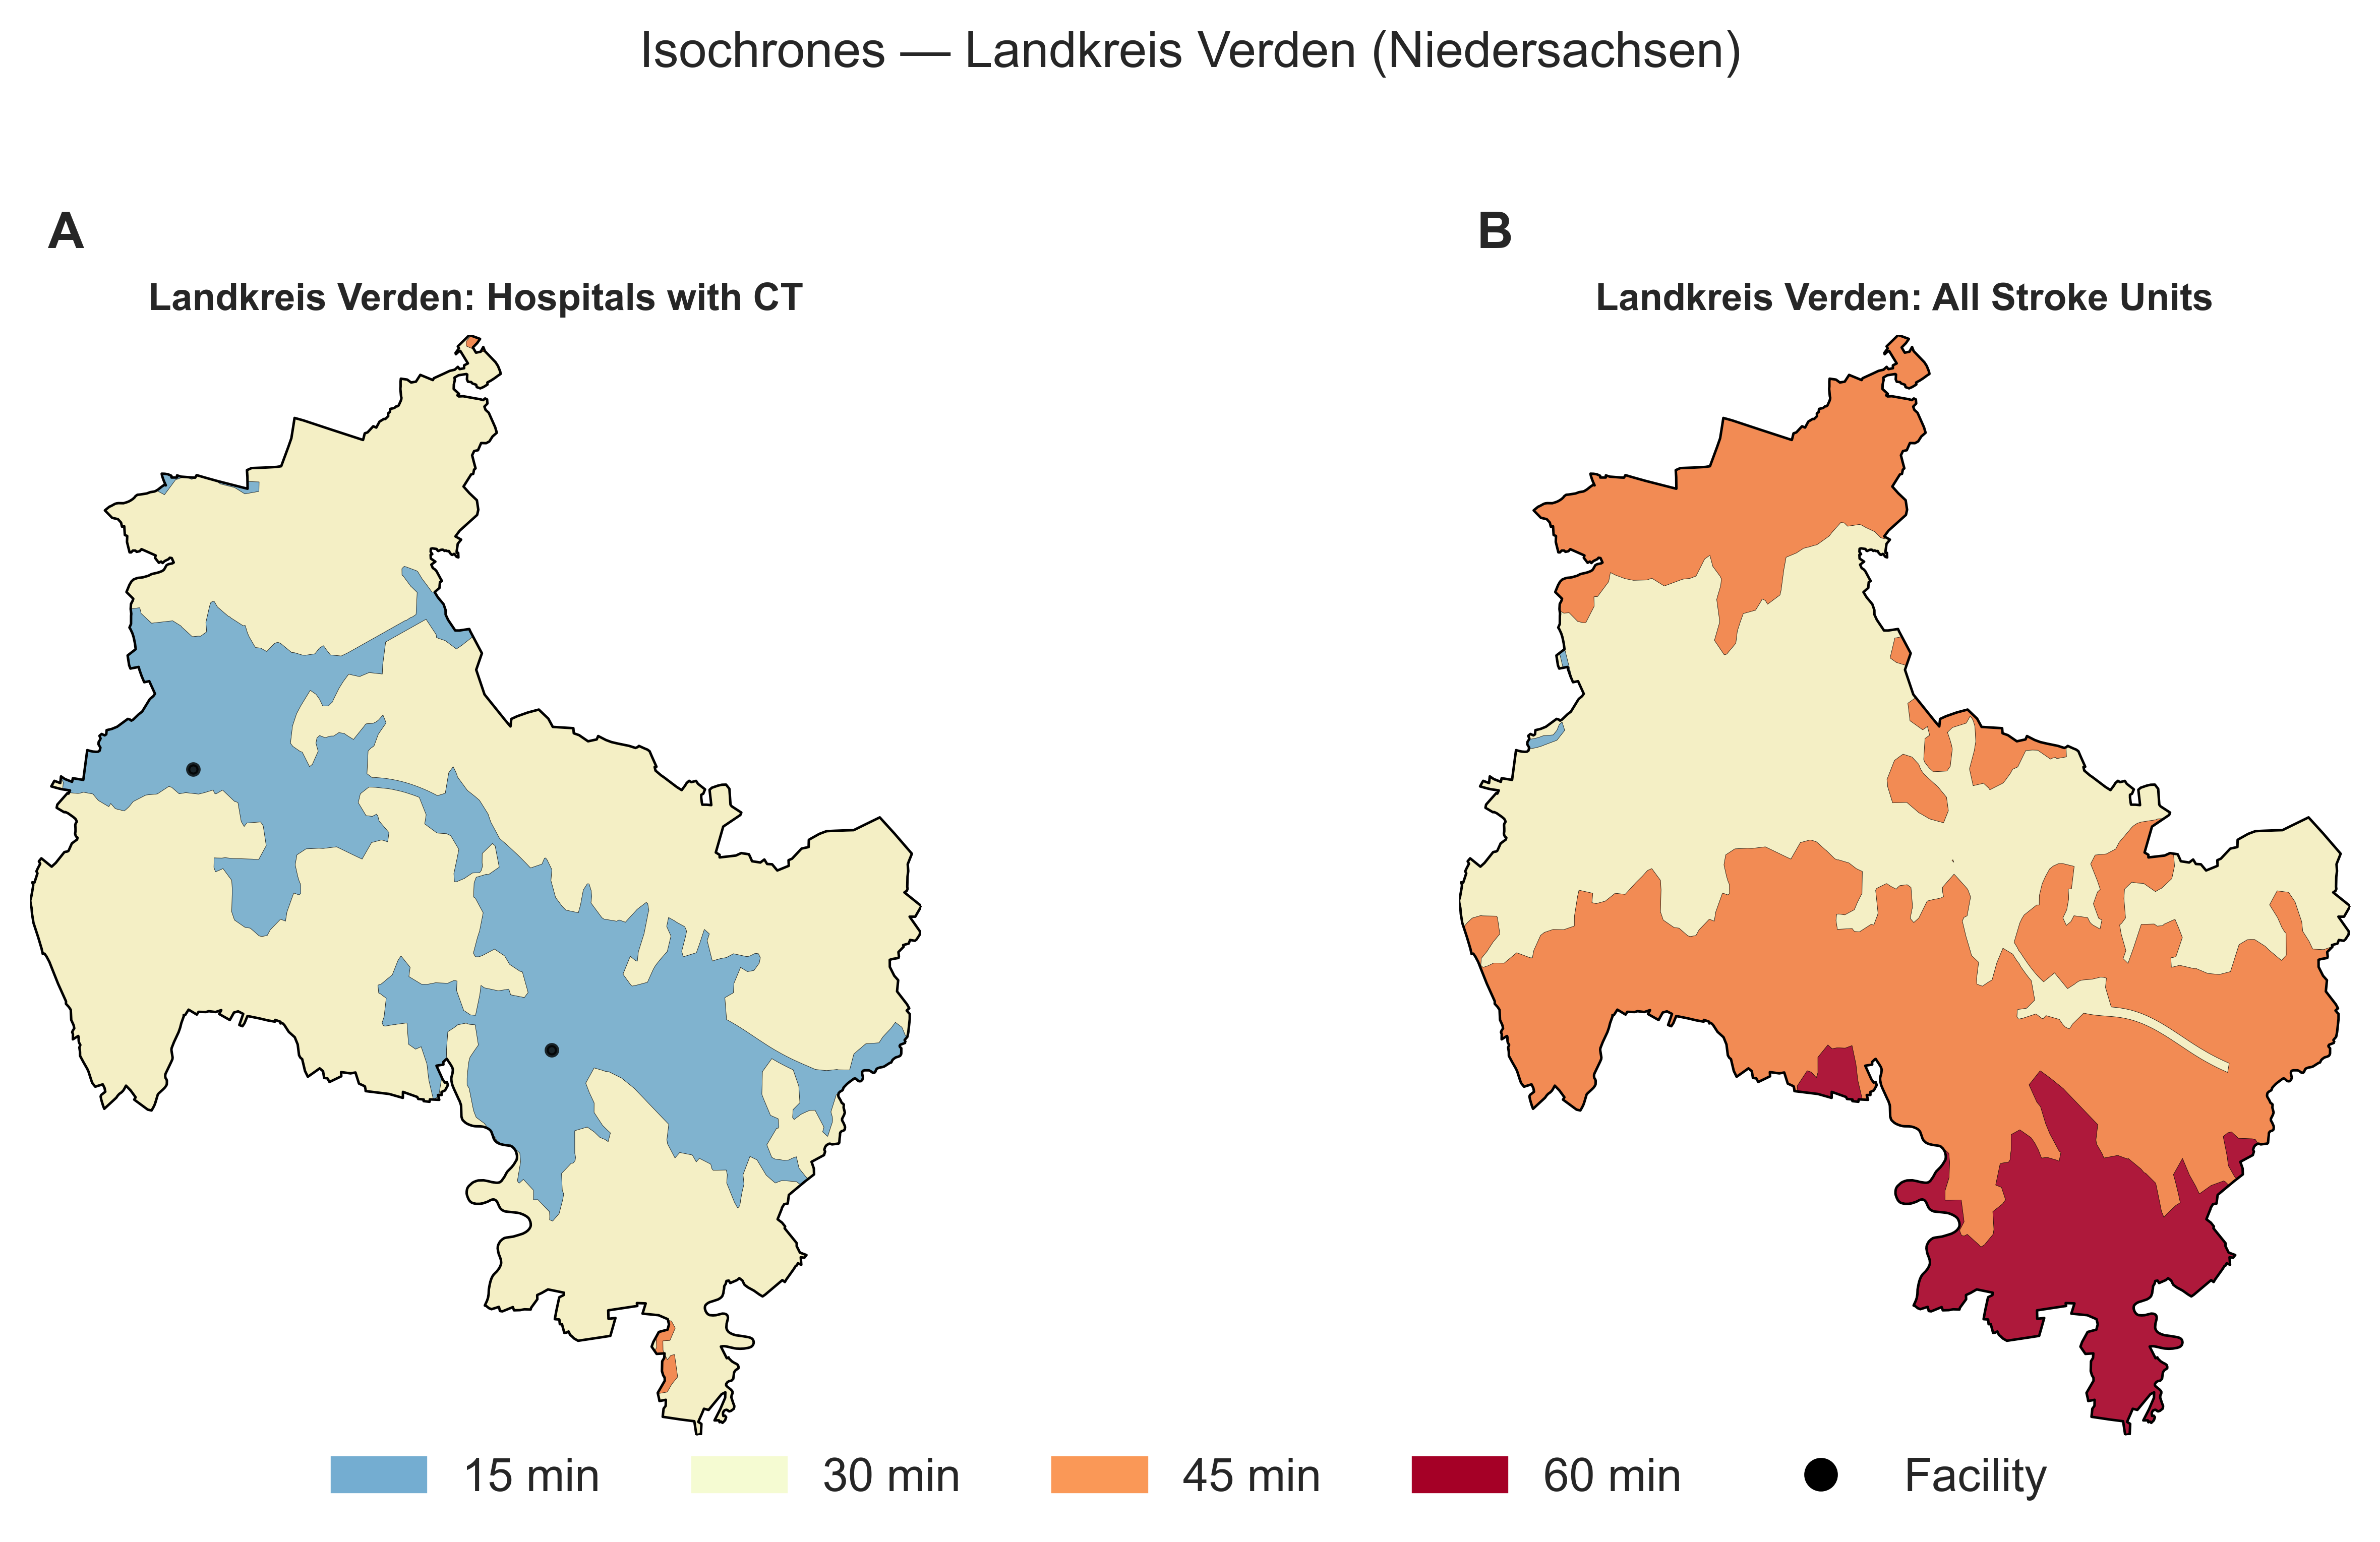 Isochrones — Landkreis Verden (Niedersachsen)
A
Landkreis Verden: Hospitals with CT
B
Landkreis Verden: All Stroke Units
15 min
30 min
45 min
60 min
Facility